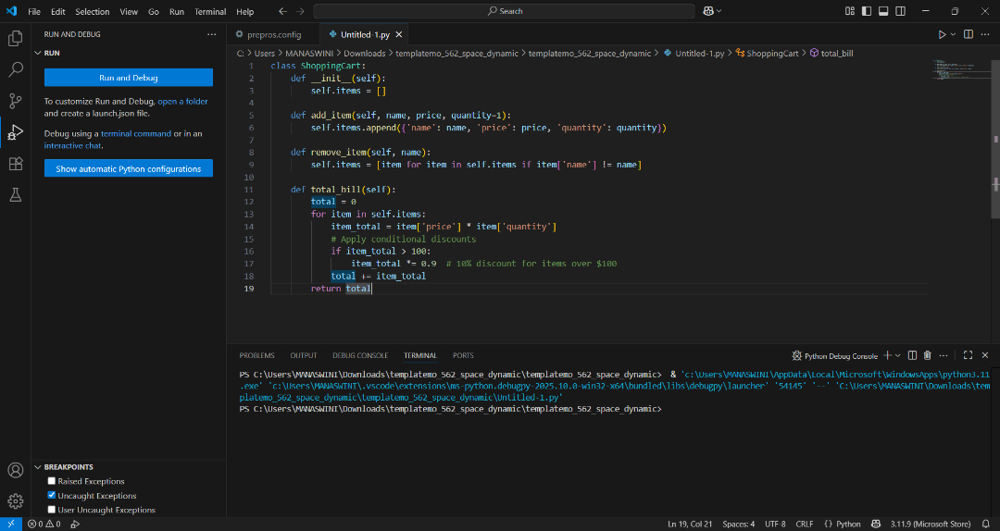 File Edit Selection View Go Run Terminal Help
Search
RUN AND DEBUG
RUN
Run and Debug
To customize Run and Debug, open a folder
and create a launch.json file.
Debug using a terminal command or in an
interactive chat.
Show automatic Python configurations
BREAKPOINTS
Raised Exceptions
Uncaught Exceptions
User Uncaught Exceptions
prepros.config
Untitled-1.py
C: > Users > MANASWINI > Downloads > templatemo_562_space_dynamic > templatemo_562_space_dynamic > Untitled-1.py > ShoppingCart > total_bill
1 class ShoppingCart:
2 def __init__(self):
3 self.items = []
4
5 def add_item(self, name, price, quantity=1):
6 self.items.append({'name': name, 'price': price, 'quantity': quantity})
7
8 def remove_item(self, name):
9 self.items = [item for item in self.items if item['name'] != name]
10
11 def total_bill(self):
12 total = 0
13 for item in self.items:
14 item_total = item['price'] * item['quantity']
15 # Apply conditional discounts
16 if item_total > 100:
17 item_total *= 0.9 # 10% discount for items over $100
18 total += item_total
19 return total
PROBLEMS OUTPUT DEBUG CONSOLE TERMINAL PORTS
Python Debug Console
PS C:\Users\MANASWINI\Downloads\templatemo_562_space_dynamic\templatemo_562_space_dynamic> & 'c:\Users\MANASWINI\AppData\Local\Microsoft\WindowsApps\python3.11
.exe' 'c:\Users\MANASWINI\.vscode\extensions\ms-python.debugpy-2025.10.0-win32-x64\bundled\libs\debugpy\launcher' '54145' '--' 'C:\Users\MANASWINI\Downloads\tem
platemo_562_space_dynamic\templatemo_562_space_dynamic\Untitled-1.py'
PS C:\Users\MANASWINI\Downloads\templatemo_562_space_dynamic\templatemo_562_space_dynamic>
0 0
Ln 19, Col 21 Spaces: 4 UTF-8 CRLF {} Python 3.11.9 (Microsoft Store)